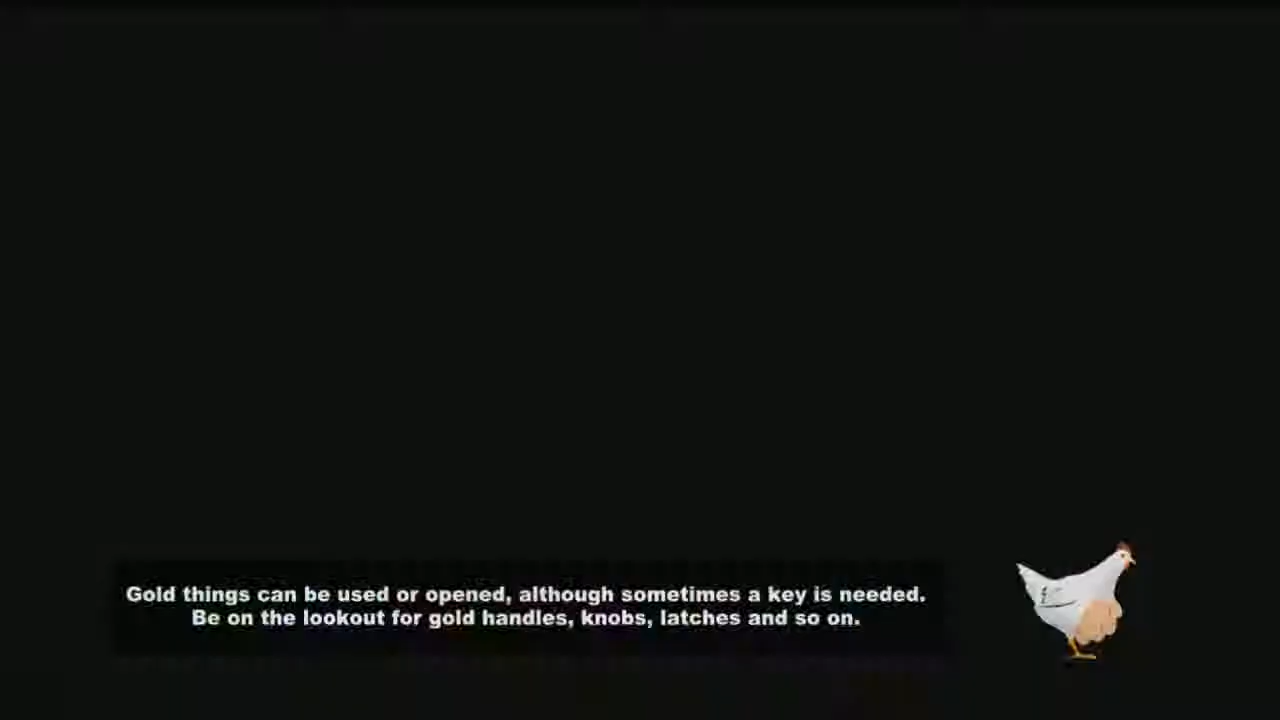 Gold things can be used or opened, although sometimes a key is needed.
Be on the lookout for gold handles, knobs, latches and so on.